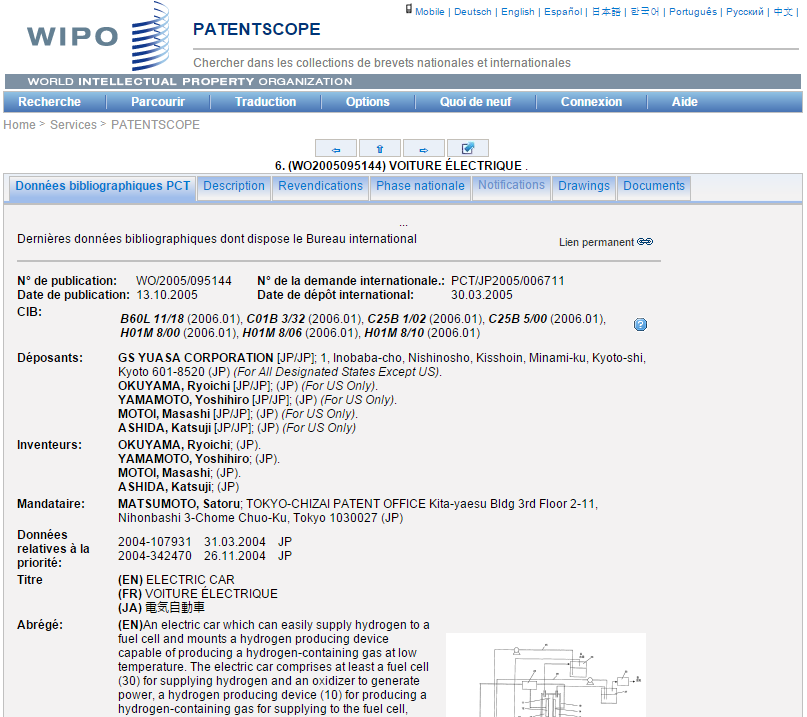 Mobile | Deutsch | English | Español | 日本語 | 한국어 | Português | Русский | 中文 |
WIPO
PATENTSCOPE
Chercher dans les collections de brevets nationales et internationales
WORLD INTELLECTUAL PROPERTY ORGANIZATION
Recherche Parcourir Traduction Options Quoi de neuf Connexion Aide
Home > Services > PATENTSCOPE
6. (WO2005095144) VOITURE ÉLECTRIQUE .
Données bibliographiques PCT Description Revendications Phase nationale Notifications Drawings Documents
...
Dernières données bibliographiques dont dispose le Bureau international Lien permanent
N° de publication: WO/2005/095144 N° de la demande internationale.: PCT/JP2005/006711
Date de publication: 13.10.2005 Date de dépôt international: 30.03.2005
CIB:
B60L 11/18 (2006.01), C01B 3/32 (2006.01), C25B 1/02 (2006.01), C25B 5/00 (2006.01),
H01M 8/00 (2006.01), H01M 8/06 (2006.01), H01M 8/10 (2006.01)
Déposants: GS YUASA CORPORATION [JP/JP]; 1, Inobaba-cho, Nishinosho, Kisshoin, Minami-ku, Kyoto-shi,
Kyoto 601-8520 (JP) (For All Designated States Except US).
OKUYAMA, Ryoichi [JP/JP]; (JP) (For US Only).
YAMAMOTO, Yoshihiro [JP/JP]; (JP) (For US Only).
MOTOI, Masashi [JP/JP]; (JP) (For US Only).
ASHIDA, Katsuji [JP/JP]; (JP) (For US Only)
Inventeurs: OKUYAMA, Ryoichi; (JP).
YAMAMOTO, Yoshihiro; (JP).
MOTOI, Masashi; (JP).
ASHIDA, Katsuji; (JP)
Mandataire: MATSUMOTO, Satoru; TOKYO-CHIZAI PATENT OFFICE Kita-yaesu Bldg 3rd Floor 2-11,
Nihonbashi 3-Chome Chuo-Ku, Tokyo 1030027 (JP)
Données
relatives à la
priorité:
2004-107931 31.03.2004 JP
2004-342470 26.11.2004 JP
Titre (EN) ELECTRIC CAR
(FR) VOITURE ÉLECTRIQUE
(JA) 電気自動車
Abrégé: (EN)An electric car which can easily supply hydrogen to a
fuel cell and mounts a hydrogen producing device
capable of producing a hydrogen-containing gas at low
temperature. The electric car comprises at least a fuel cell
(30) for supplying hydrogen and an oxidizer to generate
power, a hydrogen producing device (10) for producing a
hydrogen-containing gas for supplying to the fuel cell,